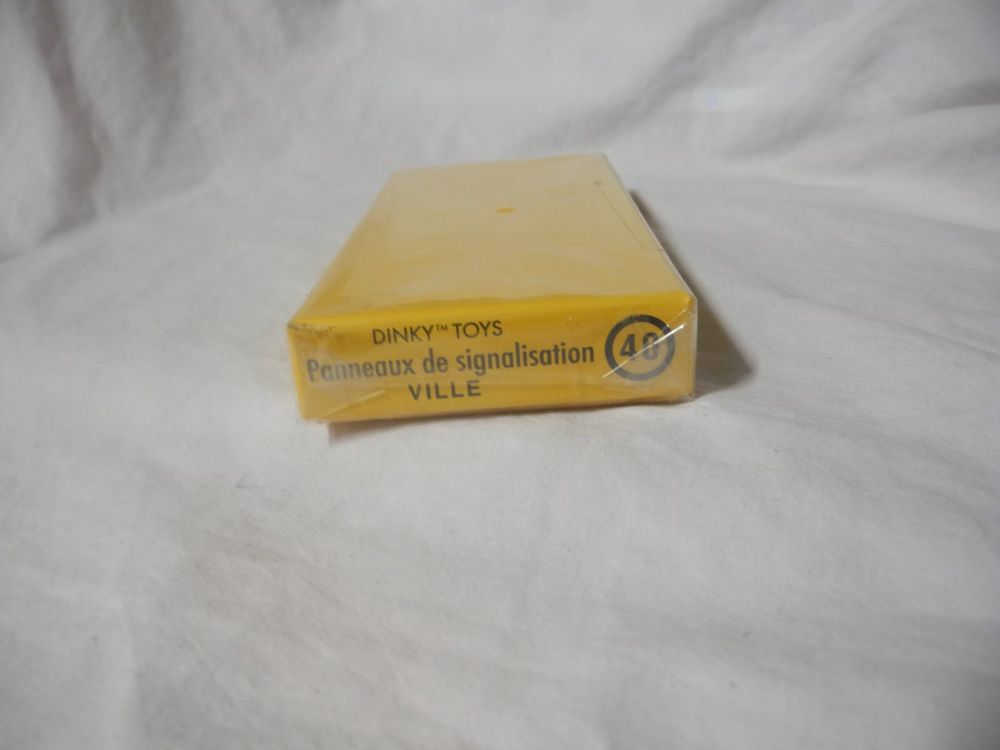 DINKY™ TOYS
Panneaux de signalisation
VILLE
40